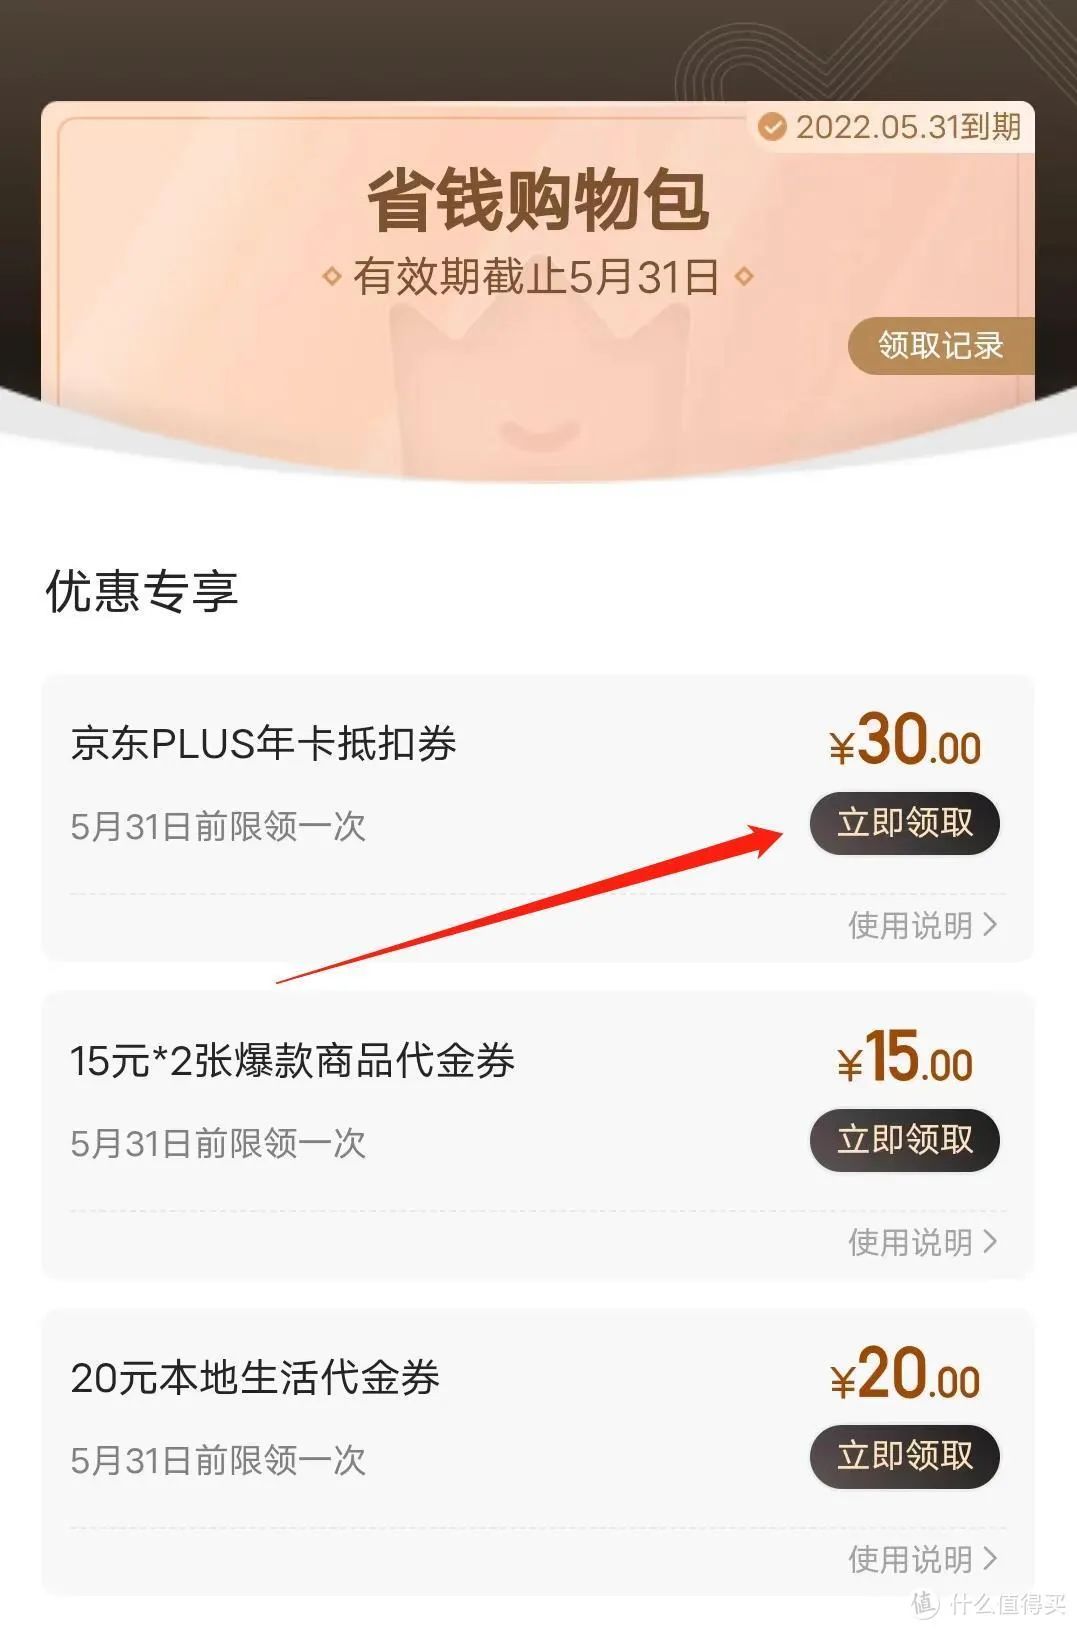 2022.05.31到期
省钱购物包
有效期截止5月31日
领取记录
优惠专享
京东PLUS年卡抵扣券
¥30.00
5月31日前限领一次
立即领取
使用说明
15元*2张爆款商品代金券
¥15.00
5月31日前限领一次
立即领取
使用说明
20元本地生活代金券
¥20.00
5月31日前限领一次
立即领取
使用说明
值 什么值得买